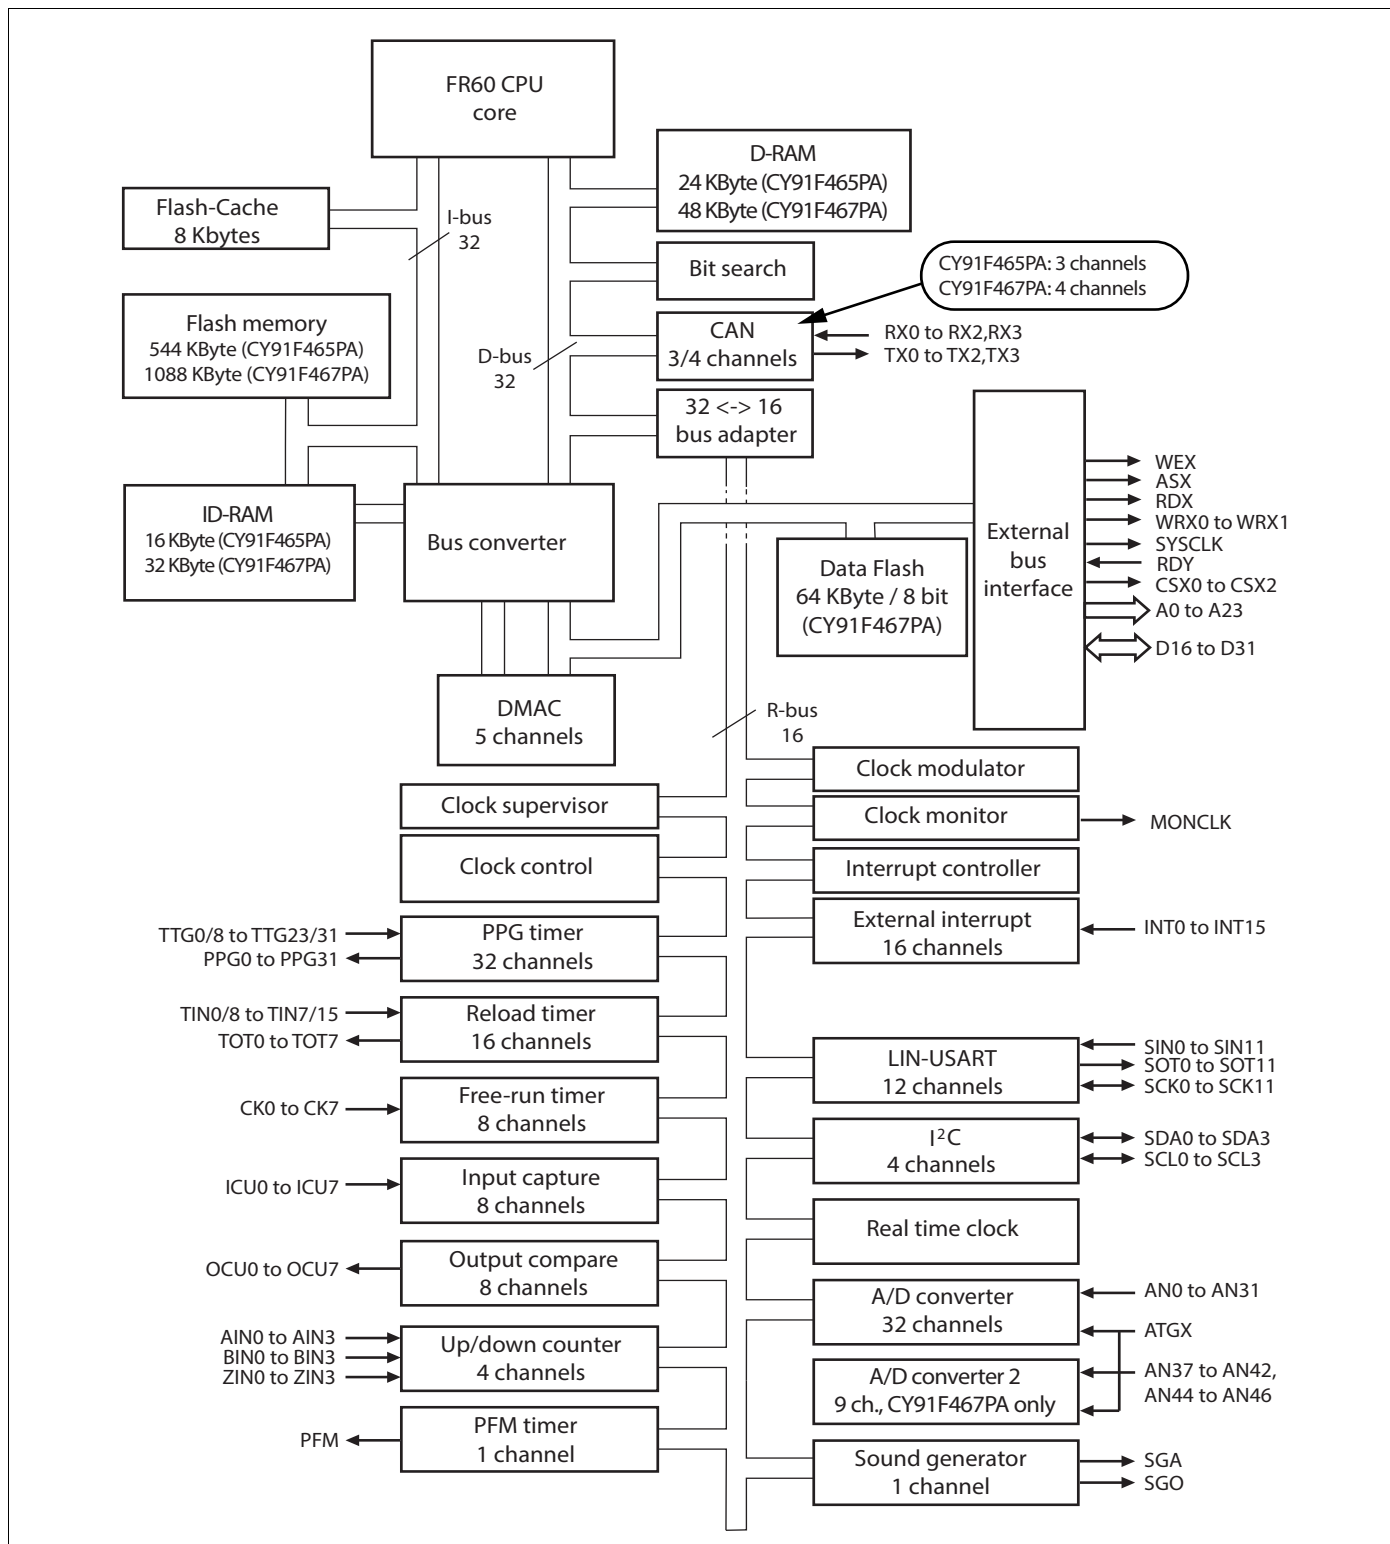 FR60 CPU
core
D-RAM
24 KByte (CY91F465PA)
48 KByte (CY91F467PA)
Flash-Cache
8 Kbytes
I-bus
32
Bit search
CY91F465PA: 3 channels
CY91F467PA: 4 channels
Flash memory
544 KByte (CY91F465PA)
1088 KByte (CY91F467PA)
CAN
3/4 channels
RX0 to RX2,RX3
TX0 to TX2,TX3
D-bus
32
32 <-> 16
bus adapter
ID-RAM
16 KByte (CY91F465PA)
32 KByte (CY91F467PA)
Bus converter
Data Flash
64 KByte / 8 bit
(CY91F467PA)
External
bus
interface
WEX
ASX
RDX
WRX0 to WRX1
SYSCLK
RDY
CSX0 to CSX2
A0 to A23
D16 to D31
DMAC
5 channels
R-bus
16
Clock modulator
Clock supervisor
Clock monitor
MONCLK
Clock control
Interrupt controller
External interrupt
16 channels
INT0 to INT15
TTG0/8 to TTG23/31
PPG0 to PPG31
PPG timer
32 channels
TIN0/8 to TIN7/15
TOT0 to TOT7
Reload timer
16 channels
LIN-USART
12 channels
SIN0 to SIN11
SOT0 to SOT11
SCK0 to SCK11
CK0 to CK7
Free-run timer
8 channels
I²C
4 channels
SDA0 to SDA3
SCL0 to SCL3
ICU0 to ICU7
Input capture
8 channels
Real time clock
OCU0 to OCU7
Output compare
8 channels
A/D converter
32 channels
AN0 to AN31
ATGX
AIN0 to AIN3
BIN0 to BIN3
ZIN0 to ZIN3
Up/down counter
4 channels
A/D converter 2
9 ch., CY91F467PA only
AN37 to AN42,
AN44 to AN46
PFM
PFM timer
1 channel
Sound generator
1 channel
SGA
SGO